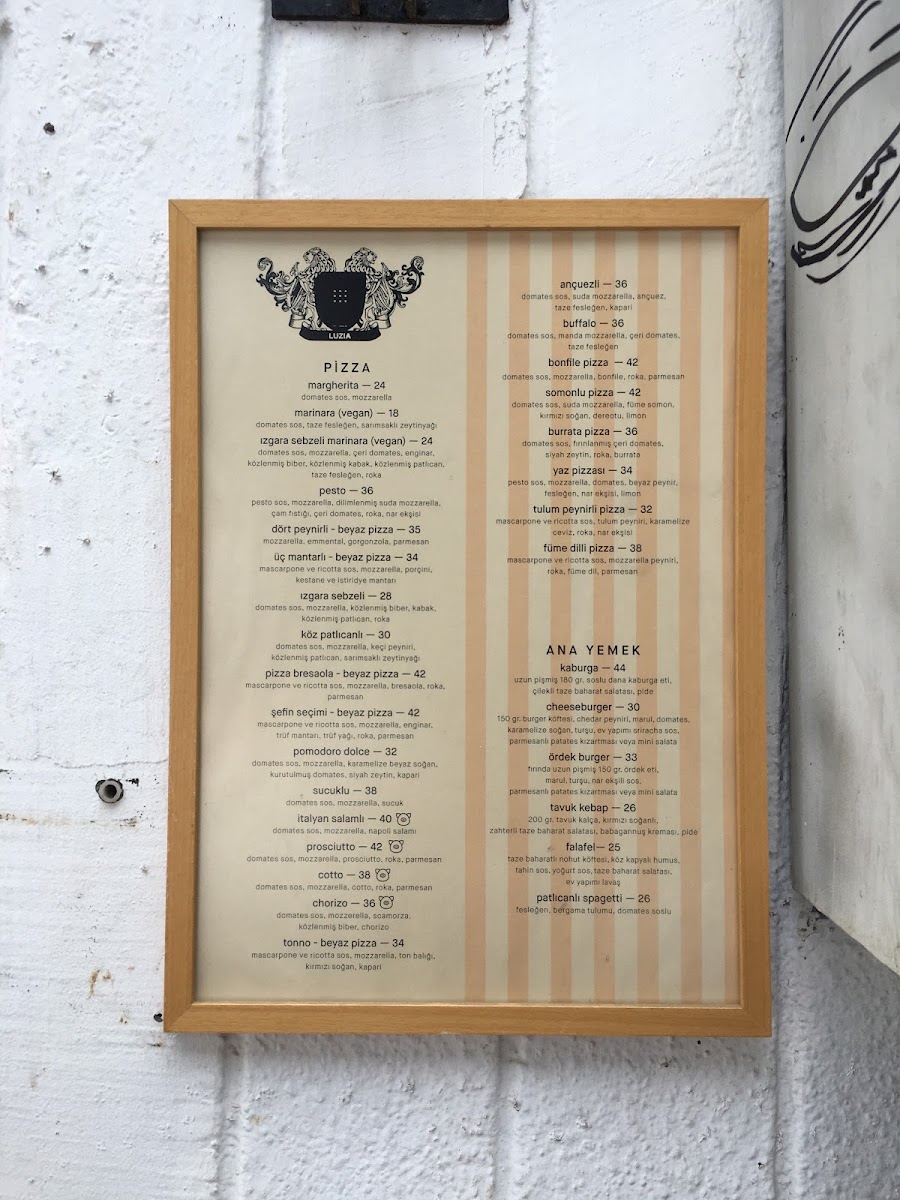 LUZIA
PİZZA
margherita — 24
domates sos, mozzarella
marinara (vegan) — 18
domates sos, taze fesleğen, sarımsaklı zeytinyağı
ızgara sebzeli marinara (vegan) — 24
domates sos, mozzarella, çeri domates, enginar,
közlenmiş biber, közlenmiş kabak, közlenmiş patlıcan,
taze fesleğen, roka
pesto — 36
pesto sos, mozzarella, dilimlenmiş suda mozzarella,
çam fıstığı, çeri domates, roka, nar ekşisi
dört peynirli - beyaz pizza — 35
mozzarella, emmental, gorgonzola, parmesan
üç mantarlı - beyaz pizza — 34
mascarpone ve ricotta sos, mozzarella, porçini,
kestane ve istiridye mantarı
ızgara sebzeli — 28
domates sos, mozzarella, közlenmiş biber, kabak,
közlenmiş patlıcan, roka
köz patlıcanlı — 30
domates sos, mozzarella, keçi peyniri,
közlenmiş patlıcan, sarımsaklı zeytinyağı
pizza bresaola - beyaz pizza — 42
mascarpone ve ricotta sos, mozzarella, bresaola, roka,
parmesan
şefin seçimi - beyaz pizza — 42
mascarpone ve ricotta sos, mozzarella, enginar,
trüf mantarı, trüf yağı, roka, parmesan
pomodoro dolce — 32
domates sos, mozzarella, karamelize beyaz soğan,
kurutulmuş domates, siyah zeytin, kapari
sucuklu — 38
domates sos, mozzarella, sucuk
italyan salamlı — 40
domates sos, mozzarella, napoli salamı
prosciutto — 42
domates sos, mozzarella, prosciutto, roka, parmesan
cotto — 38
domates sos, mozzarella, cotto, roka, parmesan
chorizo — 36
domates sos, mozzerella, scamorza,
közlenmiş biber, chorizo
tonno - beyaz pizza — 34
mascarpone ve ricotta sos, mozzarella, ton balığı,
kırmızı soğan, kapari
ançuezli — 36
domates sos, suda mozzarella, ançuez,
taze fesleğen, kapari
buffalo — 36
domates sos, manda mozzarella, çeri domates,
taze fesleğen
bonfile pizza — 42
domates sos, mozzarella, bonfile, roka, parmesan
somonlu pizza — 42
domates sos, suda mozzarella, füme somon,
kırmızı soğan, dereotu, limon
burrata pizza — 36
domates sos, fırınlanmış çeri domates,
siyah zeytin, roka, burrata
yaz pizzası — 34
pesto sos, mozzarella, domates, beyaz peynir,
fesleğen, nar ekşisi, limon
tulum peynirli pizza — 32
mascarpone ve ricotta sos, tulum peyniri, karamelize
ceviz, roka, nar ekşisi
füme dilli pizza — 38
mascarpone ve ricotta sos, mozzarella peyniri,
roka, füme dil, parmesan
ANA YEMEK
kaburga — 44
uzun pişmiş 180 gr. soslu dana kaburga eti,
çilekli taze baharat salatası, pide
cheeseburger — 30
150 gr. burger köftesi, chedar peyniri, marul, domates,
karamelize soğan, turşu, ev yapımı sriracha sos,
parmesanlı patates kızartması veya mini salata
ördek burger — 33
fırında uzun pişmiş 150 gr. ördek eti,
marul, turşu, nar ekşili sos,
parmesanlı patates kızartması veya mini salata
tavuk kebap — 26
200 gr. tavuk kalça, kırmızı soğanlı,
zahterli taze baharat salatası, babagannuş kreması, pide
falafel— 25
taze baharatlı nohut köftesi, köz kapyalı humus,
tahin sos, yoğurt sos, taze baharat salatası,
ev yapımı lavaş
patlıcanlı spagetti — 26
fesleğen, bergama tulumu, domates soslu